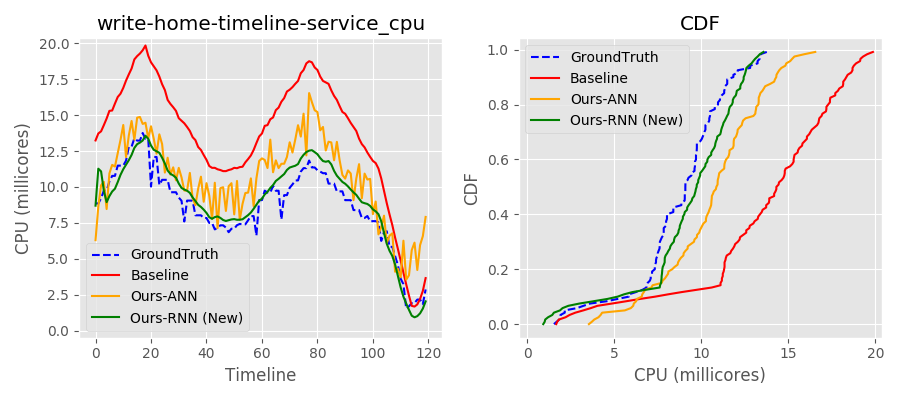 write-home-timeline-service_cpu
CPU (millicores)
20.0
17.5
15.0
12.5
10.0
7.5
5.0
2.5
0.0
GroundTruth
Baseline
Ours-ANN
Ours-RNN (New)
0 20 40 60 80 100 120
Timeline
CDF
CDF
1.0
0.8
0.6
0.4
0.2
0.0
GroundTruth
Baseline
Ours-ANN
Ours-RNN (New)
0 5 10 15 20
CPU (millicores)